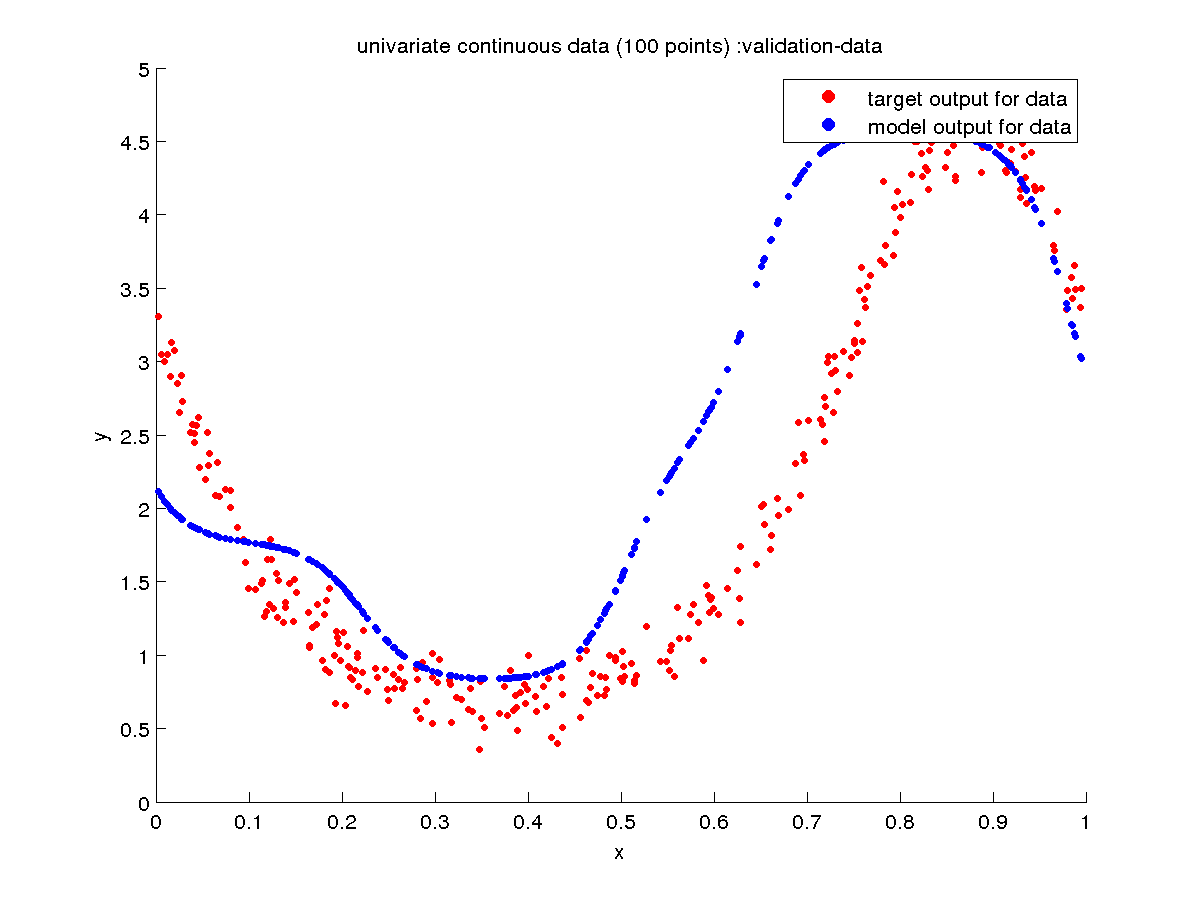 univariate continuous data (100 points) :validation-data
5
4.5
4
3.5
3
2.5
2
1.5
1
0.5
0
y
target output for data
model output for data
0 0.1 0.2 0.3 0.4 0.5 0.6 0.7 0.8 0.9 1
x